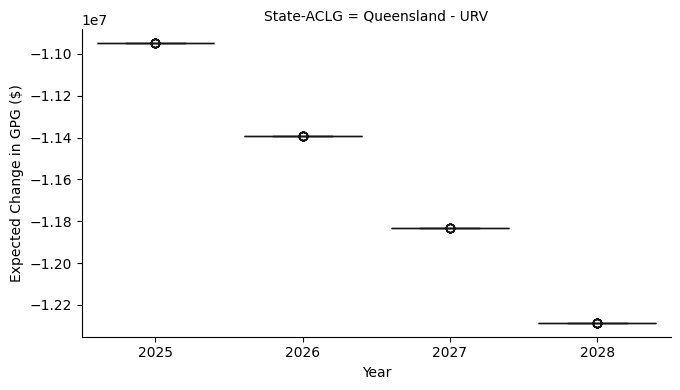 State-ACLG = Queensland - URV
1e7
−1.10
−1.12
−1.14
−1.16
−1.18
−1.20
−1.22
Expected Change in GPG ($)
2025 2026 2027 2028
Year